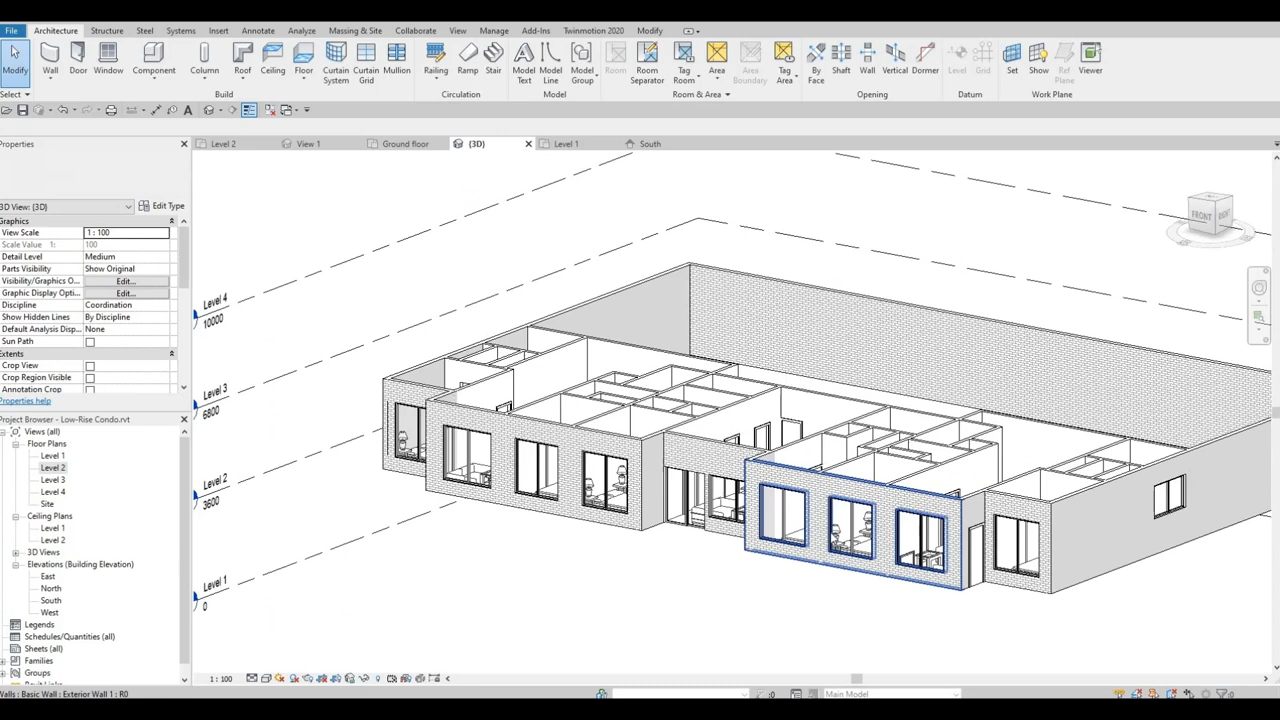 File Architecture Structure Steel Systems Insert Annotate Analyze Massing & Site Collaborate View Manage Add-Ins Twinmotion 2020 Modify
Modify Wall Door Window Component Column Roof Ceiling Floor Curtain System Curtain Grid Mullion Railing Ramp Stair Model Text Model Line Model Group Room Room Separator Tag Room Area Area Boundary Tag Area By Face Shaft Wall Vertical Dormer Level Grid Set Show Ref Plane Viewer
Select Build Circulation Model Room & Area Opening Datum Work Plane
Properties
Level 2 View 1 Ground floor {3D} Level 1 South
3D View: {3D} Edit Type
Graphics
View Scale 1 : 100
Scale Value 1: 100
Detail Level Medium
Parts Visibility Show Original
Visibility/Graphics O... Edit...
Graphic Display Opti... Edit...
Discipline Coordination
Show Hidden Lines By Discipline
Default Analysis Disp... None
Sun Path
Extents
Crop View
Crop Region Visible
Annotation Crop
Properties help
Project Browser - Low-Rise Condo.rvt
Views (all)
Floor Plans
Level 1
Level 2
Level 3
Level 4
Site
Ceiling Plans
Level 1
Level 2
3D Views
Elevations (Building Elevation)
East
North
South
West
Legends
Schedules/Quantities (all)
Sheets (all)
Families
Groups
Level 4
10000
Level 3
6800
Level 2
3600
Level 1
0
FRONT RIGHT
1 : 100
Walls : Basic Wall : Exterior Wall 1 : R0 :0 Main Model :0